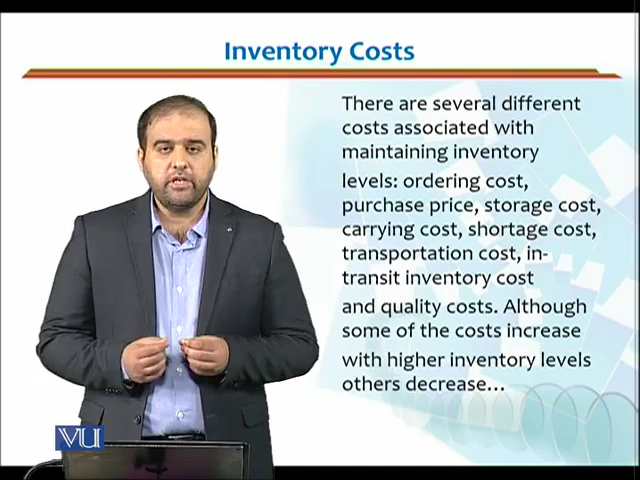 Inventory Costs
There are several different
costs associated with
maintaining inventory
levels: ordering cost,
purchase price, storage cost,
carrying cost, shortage cost,
transportation cost, in-
transit inventory cost
and quality costs. Although
some of the costs increase
with higher inventory levels
others decrease...
VU